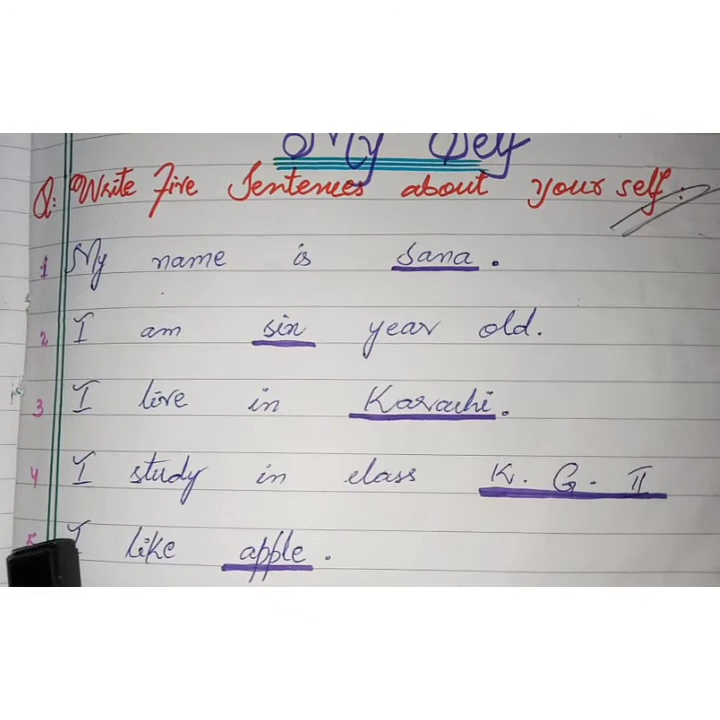 My Self
Q: Write Five Sentences about your self.
1 My name is Sana.
2 I am six year old.
3 I live in Karachi.
4 I study in class K. G. II
5 I like apple.